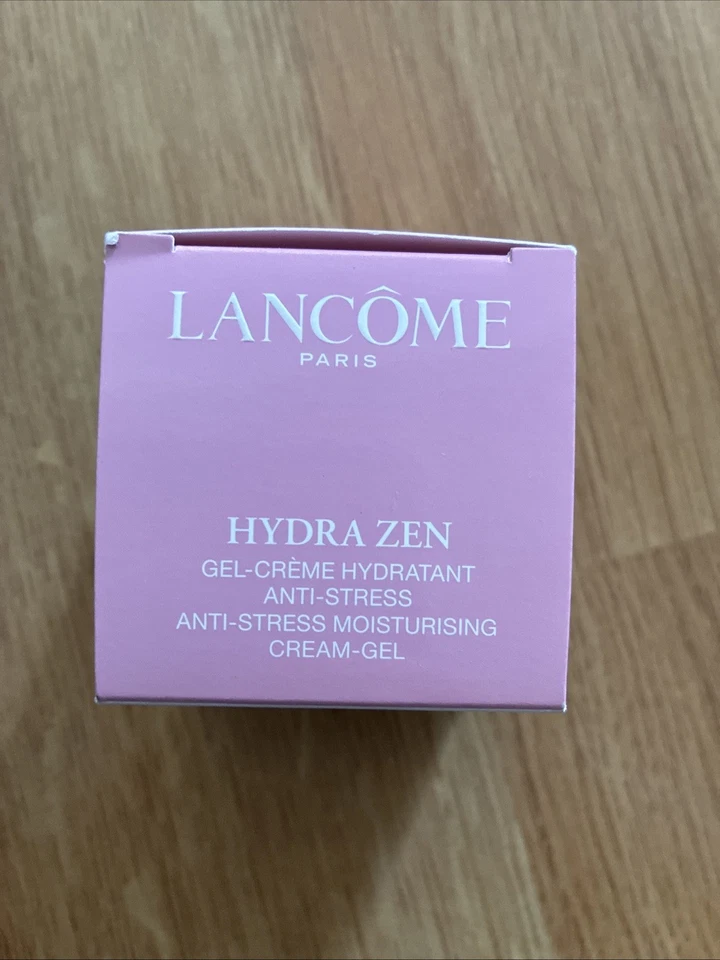 LANCÔME
PARIS
HYDRA ZEN
GEL-CRÈME HYDRATANT
ANTI-STRESS
ANTI-STRESS MOISTURISING
CREAM-GEL